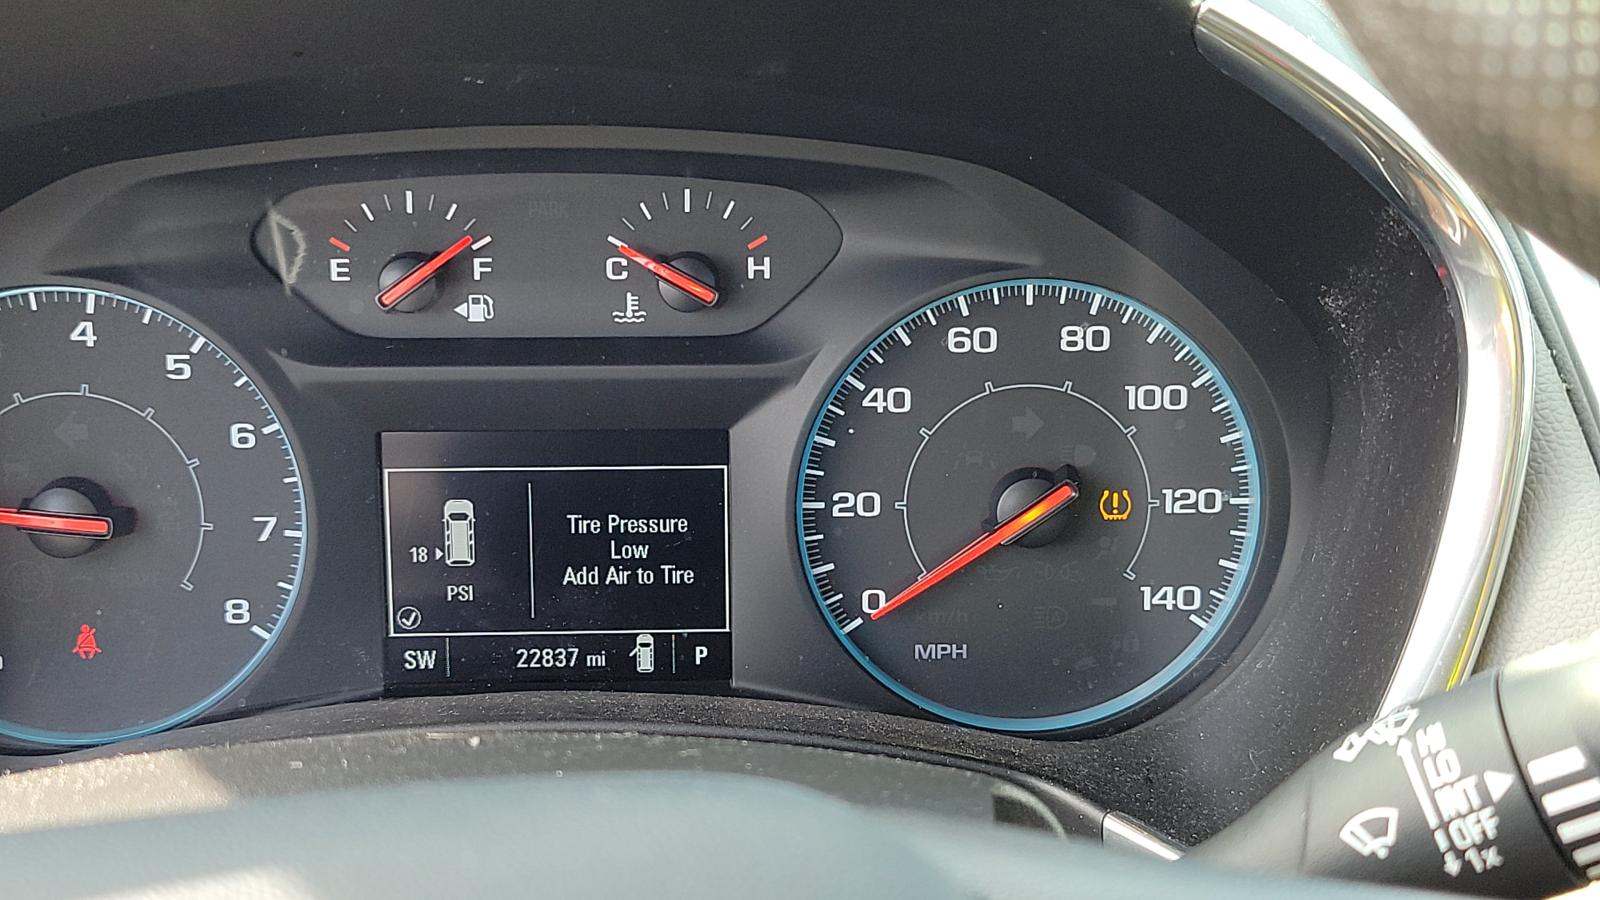 E
F
C
H
4
5
6
7
8
18
PSI
Tire Pressure
Low
Add Air to Tire
SW
22837 mi
P
0
20
40
60
80
100
120
140
MPH
OFF
1x